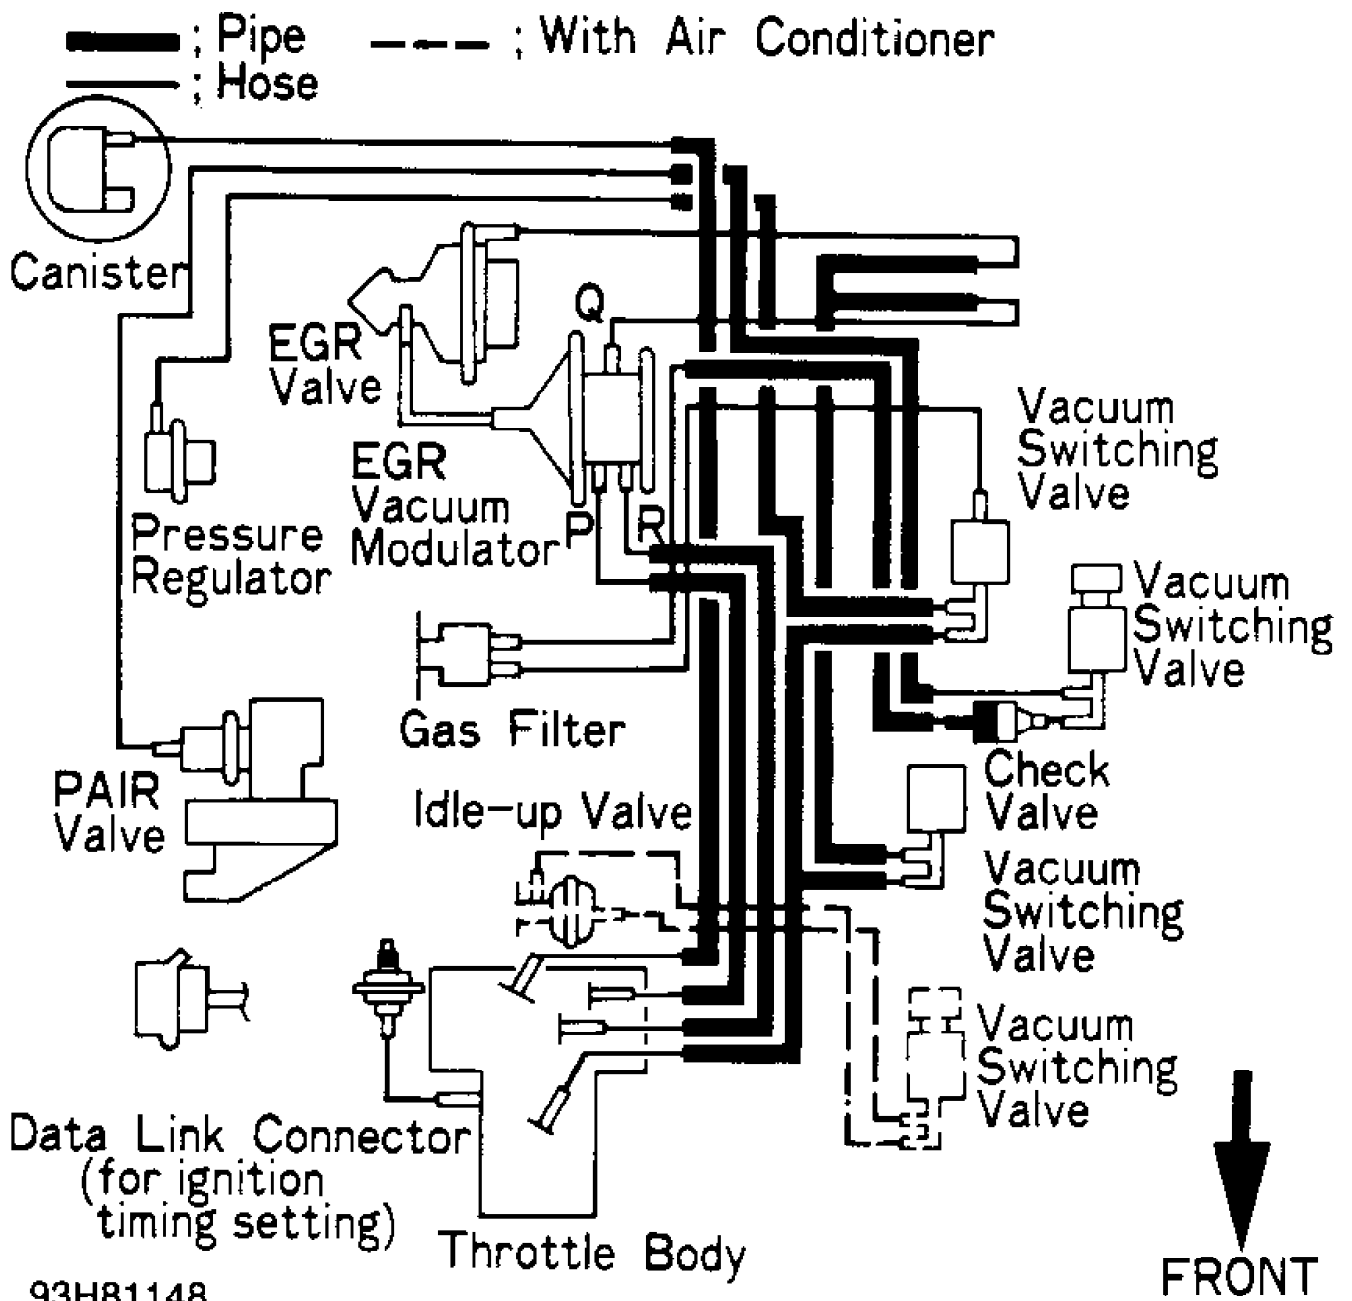 ; Pipe
; With Air Conditioner
; Hose
Canister
Q
EGR
Valve
Vacuum
Switching
Valve
EGR
Vacuum
Modulator
P
R
Pressure
Regulator
Vacuum
Switching
Valve
Gas Filter
Check
Valve
PAIR
Valve
Idle-up Valve
Vacuum
Switching
Valve
Vacuum
Switching
Valve
Data Link Connector
(for ignition
timing setting)
Throttle Body
FRONT
93H81148